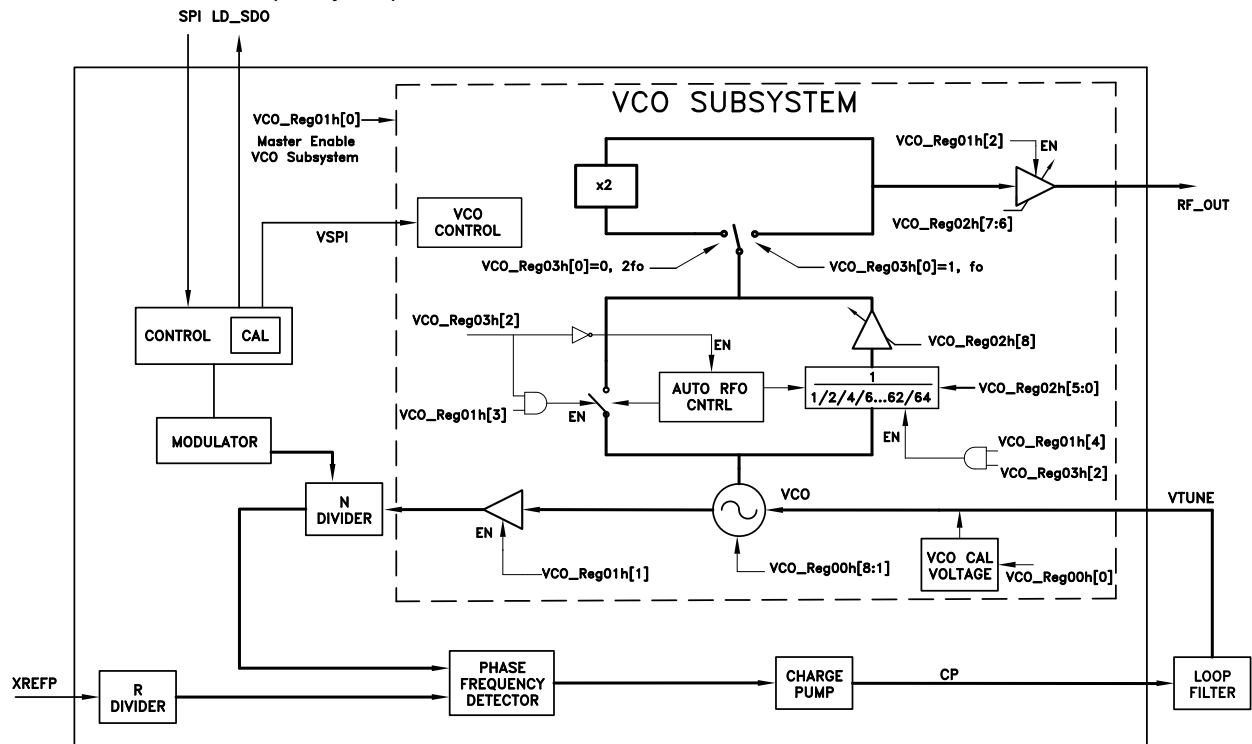 SPI LD_SDO
VCO SUBSYSTEM
VCO_Reg01h[0]
Master Enable
VCO Subsystem
VCO_Reg01h[2]
EN
x2
RF_OUT
VCO
CONTROL
VSPI
VCO_Reg02h[7:6]
VCO_Reg03h[0]=0, 2fo
VCO_Reg03h[0]=1, fo
CONTROL
CAL
VCO_Reg03h[2]
EN
VCO_Reg02h[8]
AUTO RFO
CNTRL
1
1/2/4/6...62/64
VCO_Reg02h[5:0]
VCO_Reg01h[3]
EN
MODULATOR
EN
VCO_Reg01h[4]
VCO_Reg03h[2]
VCO
VTUNE
N
DIVIDER
EN
VCO_Reg01h[1]
VCO_Reg00h[8:1]
VCO CAL
VOLTAGE
VCO_Reg00h[0]
XREFP
R
DIVIDER
PHASE
FREQUENCY
DETECTOR
CHARGE
PUMP
CP
LOOP
FILTER